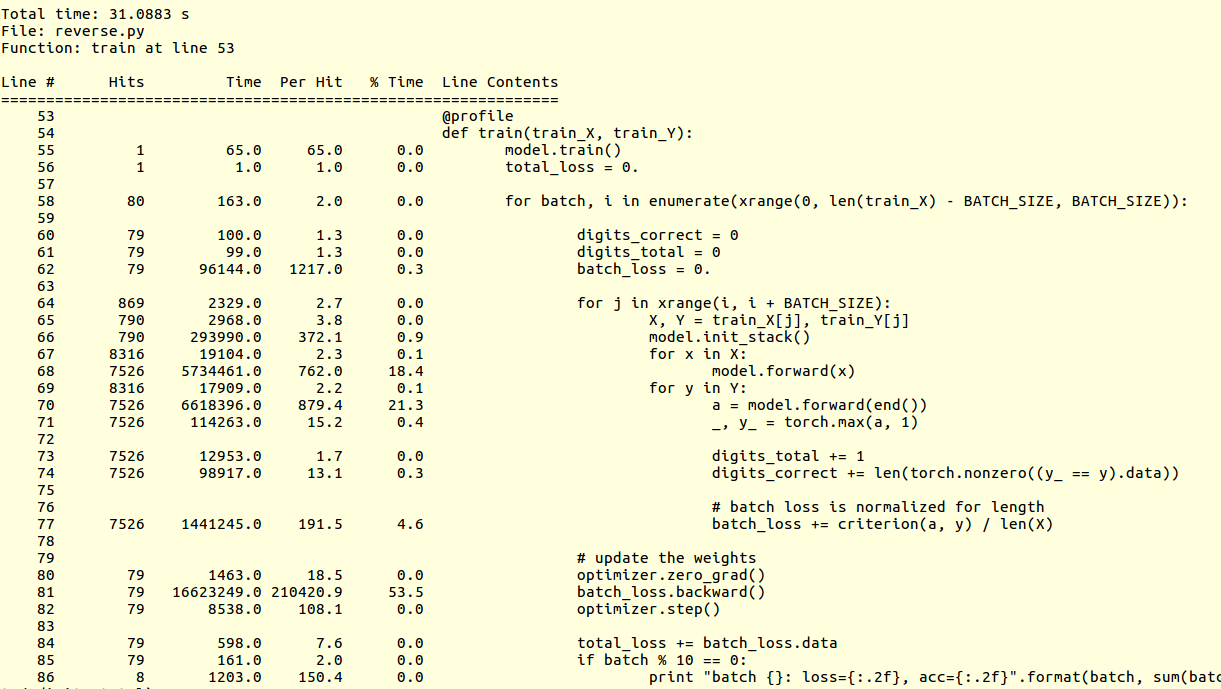 Total time: 31.0883 s
File: reverse.py
Function: train at line 53
Line #      Hits         Time  Per Hit   % Time  Line Contents
==============================================================
    53                                           @profile
    54                                           def train(train_X, train_Y):
    55         1         65.0     65.0      0.0         model.train()
    56         1          1.0      1.0      0.0         total_loss = 0.
    57
    58        80        163.0      2.0      0.0         for batch, i in enumerate(xrange(0, len(train_X) - BATCH_SIZE, BATCH_SIZE)):
    59
    60        79        100.0      1.3      0.0                 digits_correct = 0
    61        79         99.0      1.3      0.0                 digits_total = 0
    62        79      96144.0   1217.0      0.3                 batch_loss = 0.
    63
    64       869       2329.0      2.7      0.0                 for j in xrange(i, i + BATCH_SIZE):
    65       790       2968.0      3.8      0.0                         X, Y = train_X[j], train_Y[j]
    66       790     293990.0    372.1      0.9                         model.init_stack()
    67      8316      19104.0      2.3      0.1                         for x in X:
    68      7526    5734461.0    762.0     18.4                                 model.forward(x)
    69      8316      17909.0      2.2      0.1                         for y in Y:
    70      7526    6618396.0    879.4     21.3                                 a = model.forward(end())
    71      7526     114263.0     15.2      0.4                                 _, y_ = torch.max(a, 1)
    72
    73      7526      12953.0      1.7      0.0                                 digits_total += 1
    74      7526      98917.0     13.1      0.3                                 digits_correct += len(torch.nonzero((y_ == y).data))
    75
    76                                                                           # batch loss is normalized for length
    77      7526    1441245.0    191.5      4.6                                 batch_loss += criterion(a, y) / len(X)
    78
    79                                                           # update the weights
    80        79       1463.0     18.5      0.0                 optimizer.zero_grad()
    81        79   16623249.0 210420.9     53.5                 batch_loss.backward()
    82        79       8538.0    108.1      0.0                 optimizer.step()
    83
    84        79        598.0      7.6      0.0                 total_loss += batch_loss.data
    85        79        161.0      2.0      0.0                 if batch % 10 == 0:
    86         8       1203.0    150.4      0.0                         print "batch {}: loss={:.2f}, acc={:.2f}".format(batch, sum(batc